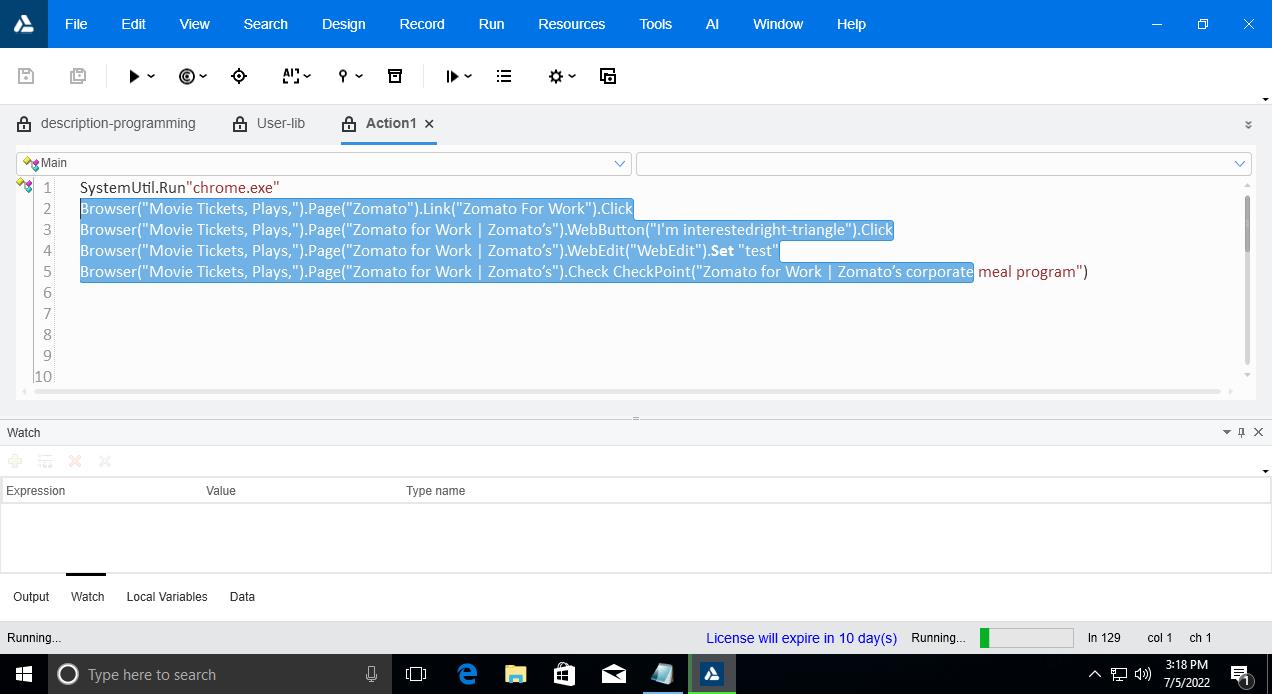 File Edit View Search Design Record Run Resources Tools AI Window Help
description-programming User-lib Action1
Main
1 SystemUtil.Run"chrome.exe"
2 Browser("Movie Tickets, Plays,").Page("Zomato").Link("Zomato For Work").Click
3 Browser("Movie Tickets, Plays,").Page("Zomato for Work | Zomato’s").WebButton("I'm interestedright-triangle").Click
4 Browser("Movie Tickets, Plays,").Page("Zomato for Work | Zomato’s").WebEdit("WebEdit").Set "test"
5 Browser("Movie Tickets, Plays,").Page("Zomato for Work | Zomato’s").Check CheckPoint("Zomato for Work | Zomato’s corporate meal program")
6
7
8
9
10
Watch
Expression Value Type name
Output Watch Local Variables Data
Running... License will expire in 10 day(s) Running... ln 129 col 1 ch 1
Type here to search
3:18 PM
7/5/2022
1